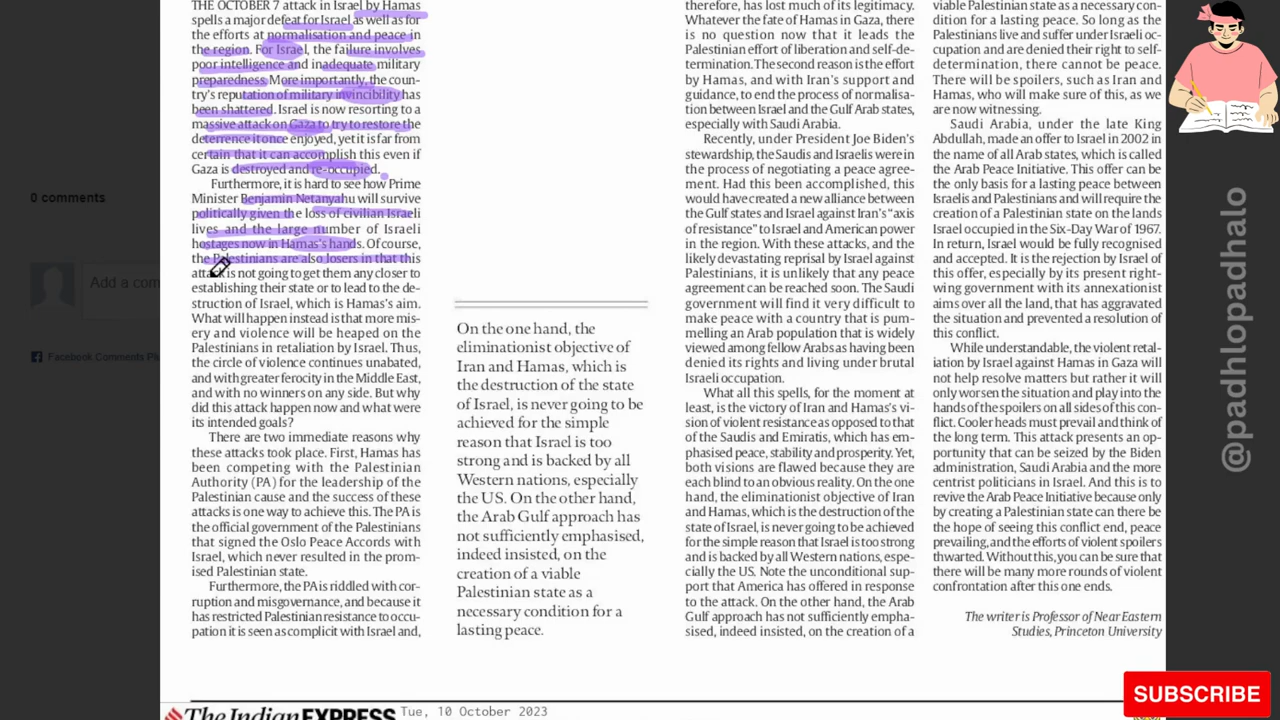 THE OCTOBER 7 attack in Israel by Hamas
spells a major defeat for Israel as well as for
the efforts at normalisation and peace in
the region. For Israel, the failure involves
poor intelligence and inadequate military
preparedness. More importantly, the coun-
try's reputation of military invincibility has
been shattered. Israel is now resorting to a
massive attack on Gaza to try to restore the
deterrence it once enjoyed, yet it is far from
certain that it can accomplish this even if
Gaza is destroyed and re-occupied.
Furthermore, it is hard to see how Prime
Minister Benjamin Netanyahu will survive
politically given the loss of civilian Israeli
lives and the large number of Israeli
hostages now in Hamas's hands. Of course,
the Palestinians are also losers in that this
attack is not going to get them any closer to
establishing their state or to lead to the de-
struction of Israel, which is Hamas's aim.
What will happen instead is that more mis-
ery and violence will be heaped on the
Palestinians in retaliation by Israel. Thus,
the circle of violence continues unabated,
and with greater ferocity in the Middle East,
and with no winners on any side. But why
did this attack happen now and what were
its intended goals?
There are two immediate reasons why
these attacks took place. First, Hamas has
been competing with the Palestinian
Authority (PA) for the leadership of the
Palestinian cause and the success of these
attacks is one way to achieve this. The PA is
the official government of the Palestinians
that signed the Oslo Peace Accords with
Israel, which never resulted in the prom-
ised Palestinian state.
Furthermore, the PA is riddled with cor-
ruption and misgovernance, and because it
has restricted Palestinian resistance to occu-
pation it is seen as complicit with Israel and,
On the one hand, the
eliminationist objective of
Iran and Hamas, which is
the destruction of the state
of Israel, is never going to be
achieved for the simple
reason that Israel is too
strong and is backed by all
Western nations, especially
the US. On the other hand,
the Arab Gulf approach has
not sufficiently emphasised,
indeed insisted, on the
creation of a viable
Palestinian state as a
necessary condition for a
lasting peace.
therefore, has lost much of its legitimacy.
Whatever the fate of Hamas in Gaza, there
is no question now that it leads the
Palestinian effort of liberation and self-de-
termination. The second reason is the effort
by Hamas, and with Iran's support and
guidance, to end the process of normalisa-
tion between Israel and the Gulf Arab states,
especially with Saudi Arabia.
Recently, under President Joe Biden's
stewardship, the Saudis and Israelis were in
the process of negotiating a peace agree-
ment. Had this been accomplished, this
would have created a new alliance between
the Gulf states and Israel against Iran's "axis
of resistance" to Israel and American power
in the region. With these attacks, and the
likely devastating reprisal by Israel against
Palestinians, it is unlikely that any peace
agreement can be reached soon. The Saudi
government will find it very difficult to
make peace with a country that is pum-
melling an Arab population that is widely
viewed among fellow Arabs as having been
denied its rights and living under brutal
Israeli occupation.
What all this spells, for the moment at
least, is the victory of Iran and Hamas's vi-
sion of violent resistance as opposed to that
of the Saudis and Emiratis, which has em-
phasised peace, stability and prosperity. Yet,
both visions are flawed because they are
each blind to an obvious reality. On the one
hand, the eliminationist objective of Iran
and Hamas, which is the destruction of the
state of Israel, is never going to be achieved
for the simple reason that Israel is too strong
and is backed by all Western nations, espe-
cially the US. Note the unconditional sup-
port that America has offered in response
to the attack. On the other hand, the Arab
Gulf approach has not sufficiently empha-
sised, indeed insisted, on the creation of a
viable Palestinian state as a necessary con-
dition for a lasting peace. So long as the
Palestinians live and suffer under Israeli oc-
cupation and are denied their right to self-
determination, there cannot be peace.
There will be spoilers, such as Iran and
Hamas, who will make sure of this, as we
are now witnessing.
Saudi Arabia, under the late King
Abdullah, made an offer to Israel in 2002 in
the name of all Arab states, which is called
the Arab Peace Initiative. This offer can be
the only basis for a lasting peace between
Israelis and Palestinians and will require the
creation of a Palestinian state on the lands
Israel occupied in the Six-Day War of 1967.
In return, Israel would be fully recognised
and accepted. It is the rejection by Israel of
this offer, especially by its present right-
wing government with its annexationist
aims over all the land, that has aggravated
the situation and prevented a resolution of
this conflict.
While understandable, the violent retal-
iation by Israel against Hamas in Gaza will
not help resolve matters but rather it will
only worsen the situation and play into the
hands of the spoilers on all sides of this con-
flict. Cooler heads must prevail and think of
the long term. This attack presents an op-
portunity that can be seized by the Biden
administration, Saudi Arabia and the more
centrist politicians in Israel. And this is to
revive the Arab Peace Initiative because only
by creating a Palestinian state can there be
the hope of seeing this conflict end, peace
prevailing, and the efforts of violent spoilers
thwarted. Without this, you can be sure that
there will be many more rounds of violent
confrontation after this one ends.
The writer is Professor of Near Eastern
Studies, Princeton University
0 comments
Add a com
Facebook Comments Pl
The Indian EXPRESS
Tue, 10 October 2023
@padhlopadhalo
SUBSCRIBE